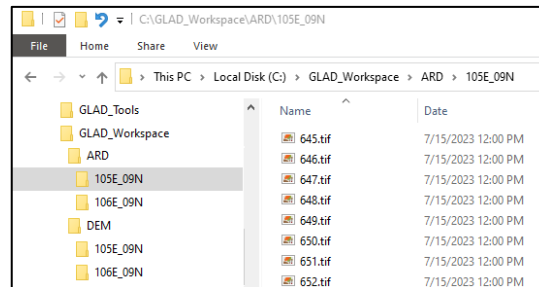 C:\GLAD_Workspace\ARD\105E_09N
File Home Share View
This PC > Local Disk (C:) > GLAD_Workspace > ARD > 105E_09N
GLAD_Tools
GLAD_Workspace
ARD
105E_09N
106E_09N
DEM
105E_09N
106E_09N
Name Date
645.tif 7/15/2023 12:00 PM
646.tif 7/15/2023 12:00 PM
647.tif 7/15/2023 12:00 PM
648.tif 7/15/2023 12:00 PM
649.tif 7/15/2023 12:00 PM
650.tif 7/15/2023 12:00 PM
651.tif 7/15/2023 12:00 PM
652.tif 7/15/2023 12:00 PM